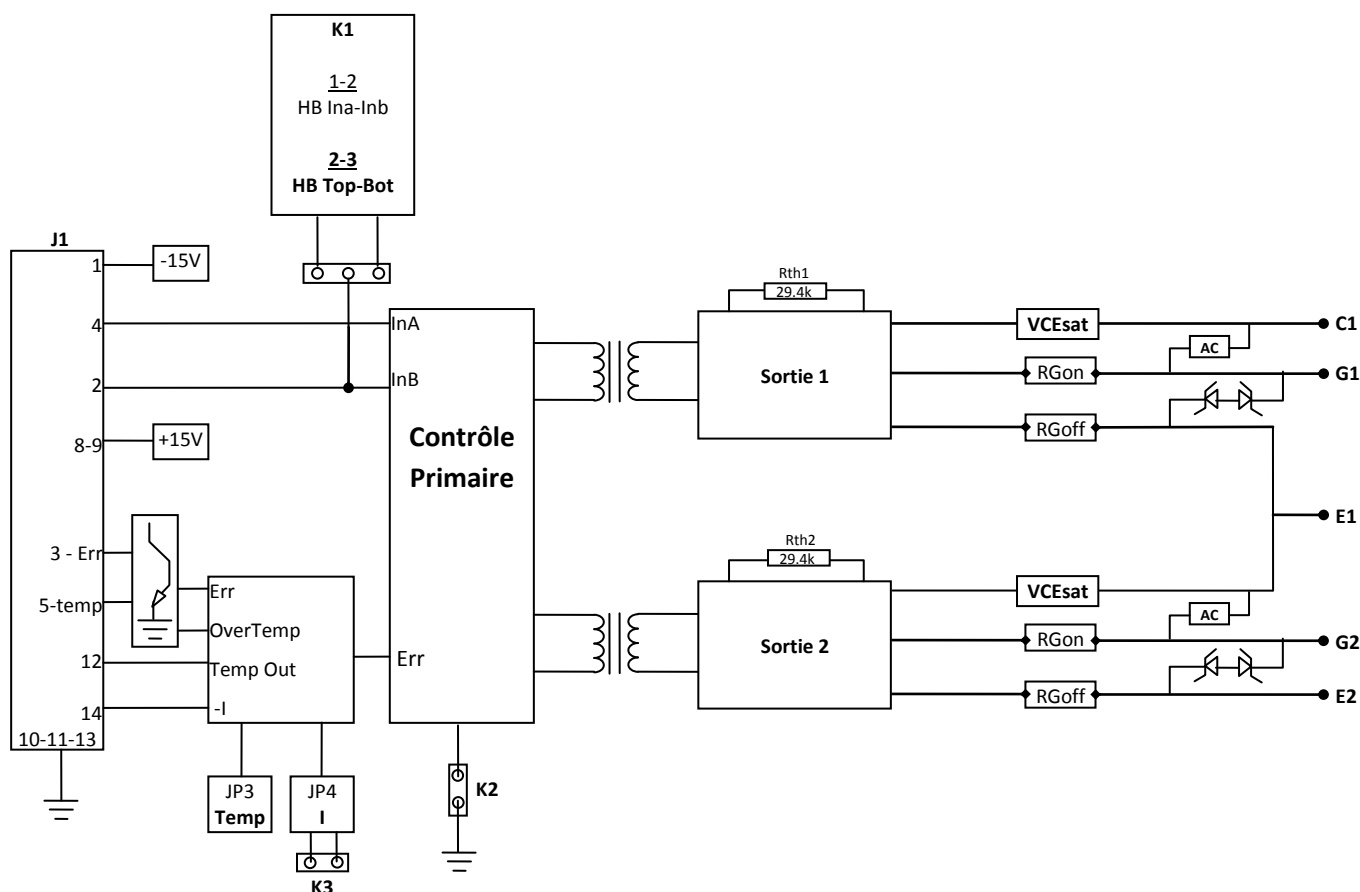 K1
1-2
HB Ina-Inb
2-3
HB Top-Bot
J1
1
-15V
4
InA
2
InB
8-9
+15V
Contrôle
Primaire
3 - Err
5-temp
Err
OverTemp
12
Temp Out
Err
14
-I
10-11-13
JP3
Temp
JP4
I
K3
K2
Rth1
29.4k
Sortie 1
VCEsat
C1
AC
RGon
G1
RGoff
E1
Rth2
29.4k
Sortie 2
VCEsat
AC
RGon
G2
RGoff
E2